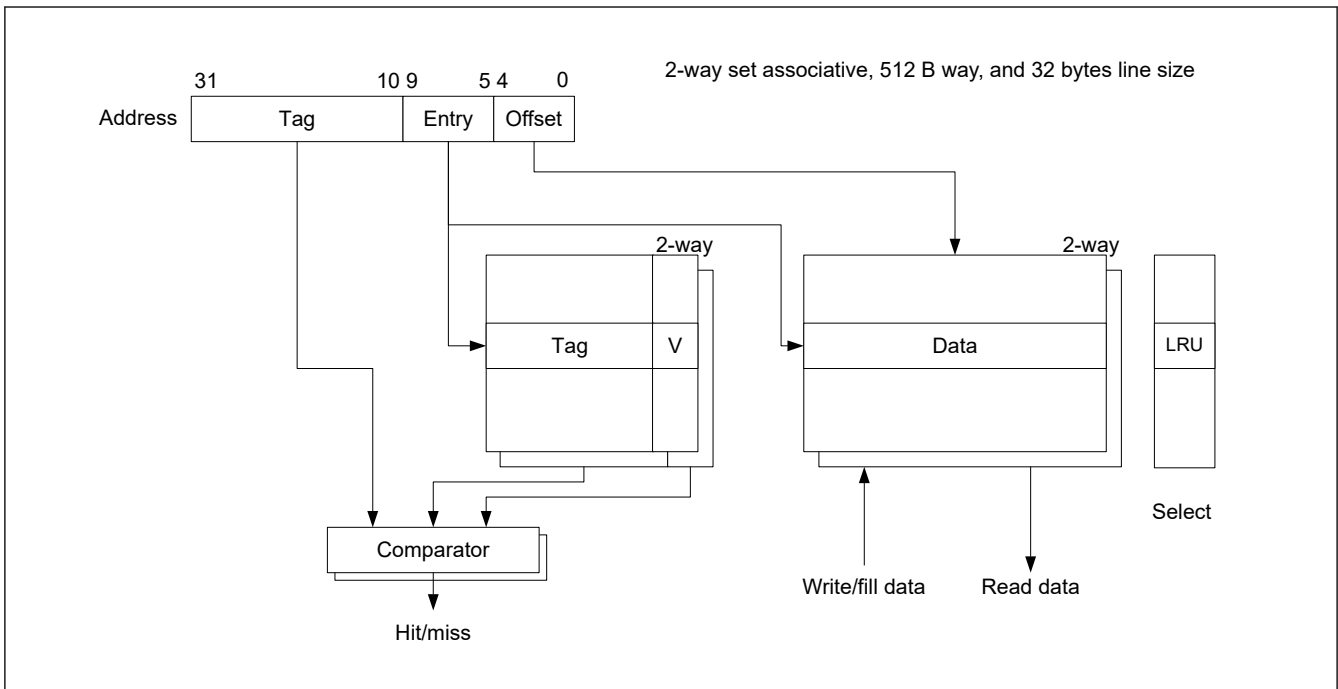 2-way set associative, 512 B way, and 32 bytes line size
31 10 9 5 4 0
Address Tag Entry Offset
2-way 2-way
Tag V Data LRU
Select
Comparator
Write/fill data Read data
Hit/miss